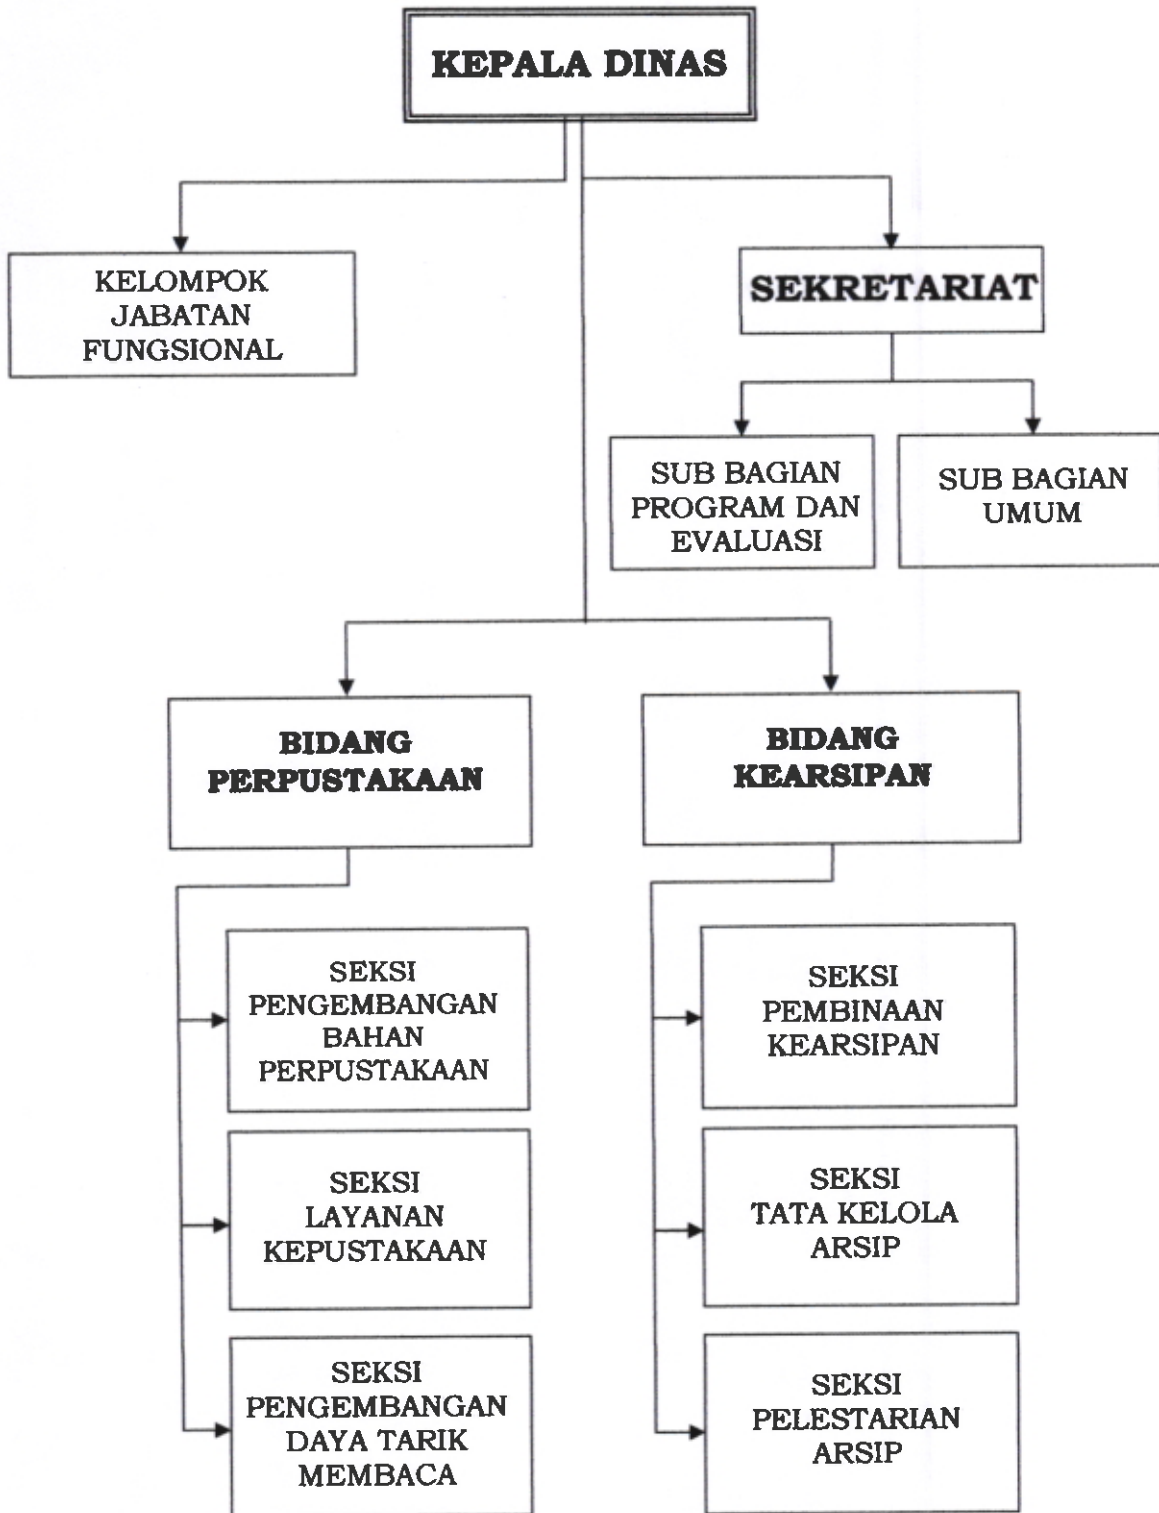 KEPALA DINAS
KELOMPOK
JABATAN
FUNGSIONAL
SEKRETARIAT
SUB BAGIAN
PROGRAM DAN
EVALUASI
SUB BAGIAN
UMUM
BIDANG
PERPUSTAKAAN
BIDANG
KEARSIPAN
SEKSI
PENGEMBANGAN
BAHAN
PERPUSTAKAAN
SEKSI
LAYANAN
KEPUSTAKAAN
SEKSI
PENGEMBANGAN
DAYA TARIK
MEMBACA
SEKSI
PEMBINAAN
KEARSIPAN
SEKSI
TATA KELOLA
ARSIP
SEKSI
PELESTARIAN
ARSIP